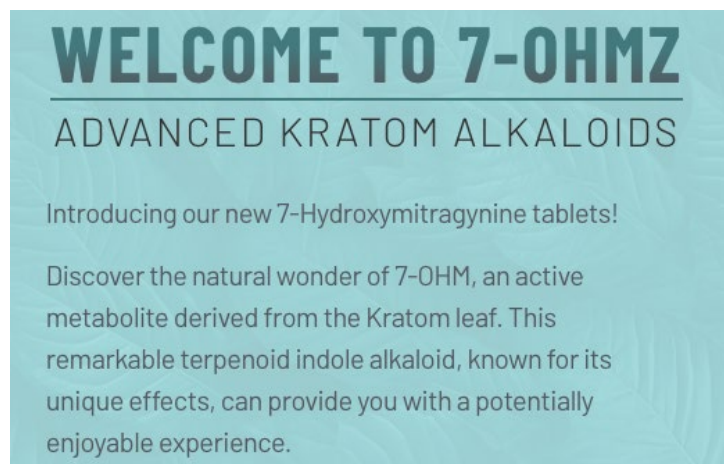 WELCOME TO 7-OHMZ
ADVANCED KRATOM ALKALOIDS
Introducing our new 7-Hydroxymitragynine tablets!
Discover the natural wonder of 7-OHM, an active
metabolite derived from the Kratom leaf. This
remarkable terpenoid indole alkaloid, known for its
unique effects, can provide you with a potentially
enjoyable experience.